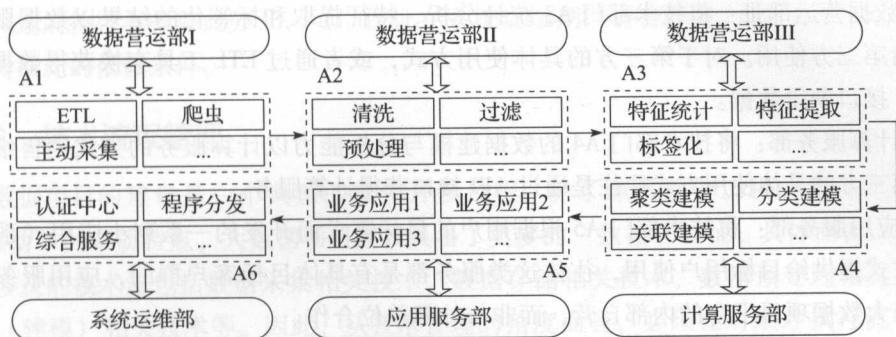 数据营运部I 数据营运部II 数据营运部III
A1 A2 A3
ETL 爬虫 清洗 过滤 特征统计 特征提取
主动采集 ... 预处理 ... 标签化 ...
认证中心 程序分发 业务应用1 业务应用2 聚类建模 分类建模
综合服务 ... 业务应用3 ... 关联建模 ...
A6 A5 A4
系统运维部 应用服务部 计算服务部